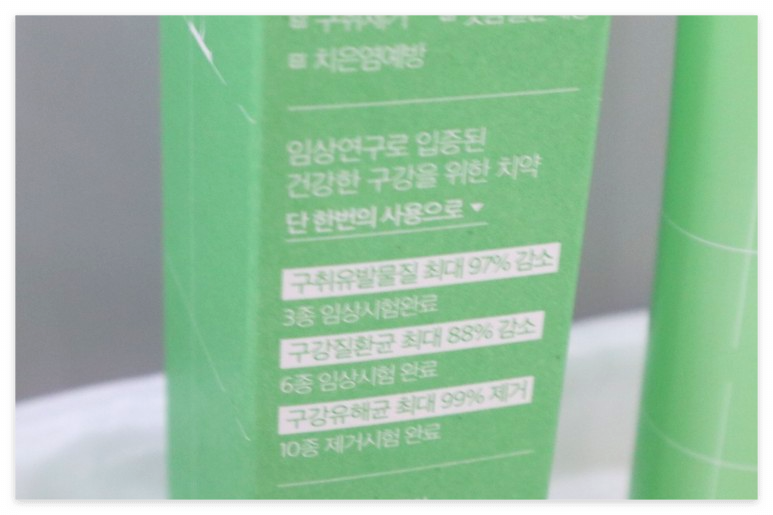 구취제거
치은염예방
임상연구로 입증된
건강한 구강을 위한 치약
단 한번의 사용으로
구취유발물질 최대 97% 감소
3종 임상시험완료
구강질환균 최대 88% 감소
6종 임상시험 완료
구강유해균 최대 99% 제거
10종 제거시험 완료